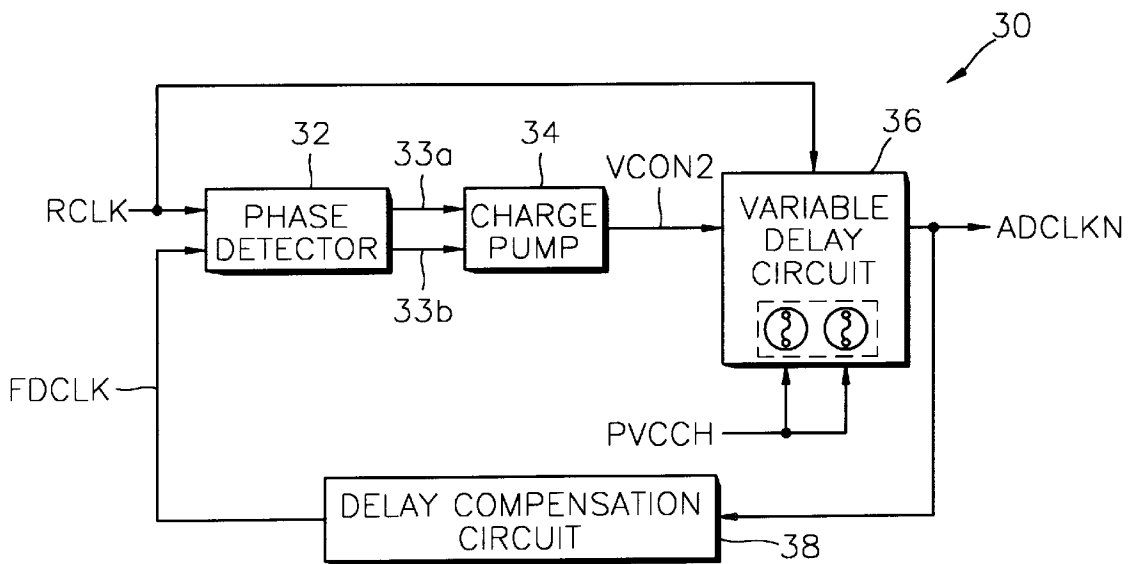 30
32
33a
34
VCON2
36
RCLK
PHASE
DETECTOR
CHARGE
PUMP
VARIABLE
DELAY
CIRCUIT
ADCLKN
33b
FDCLK
PVCCH
DELAY COMPENSATION
CIRCUIT
38